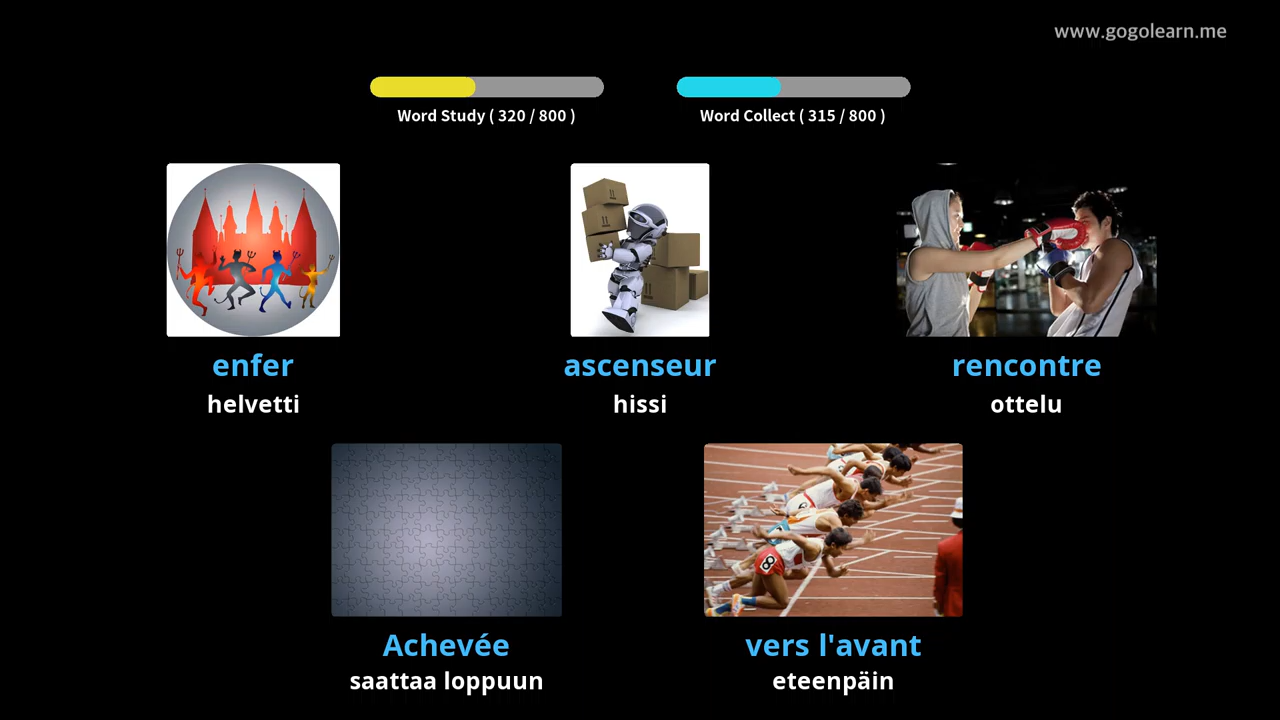 www.gogolearn.me
Word Study ( 320 / 800 )
Word Collect ( 315 / 800 )
enfer
helvetti
ascenseur
hissi
rencontre
ottelu
Achevée
saattaa loppuun
vers l'avant
eteenpäin